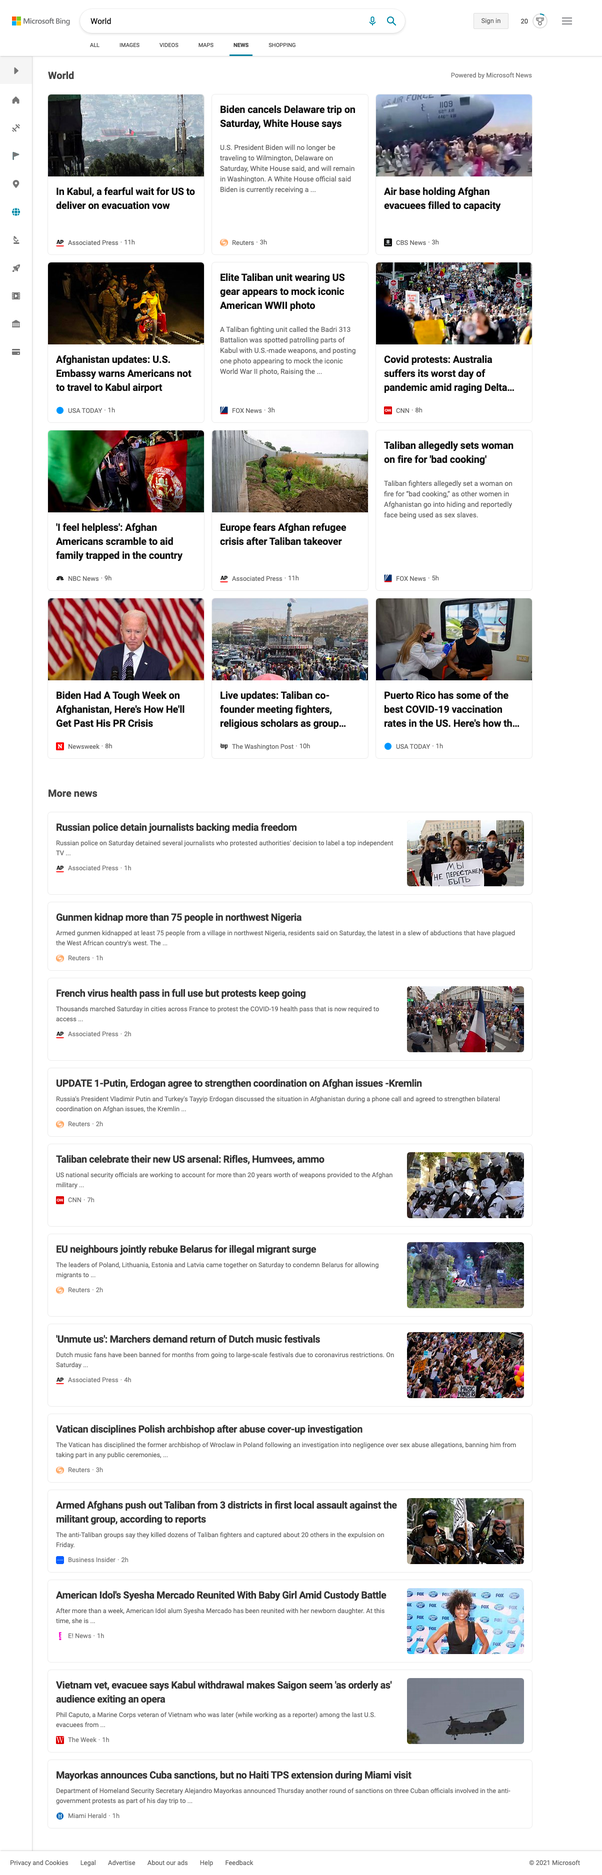 Microsoft Bing
World
Sign in
20
ALL
IMAGES
VIDEOS
MAPS
NEWS
SHOPPING
World
Powered by Microsoft News
In Kabul, a fearful wait for US to
deliver on evacuation vow
AP Associated Press · 11h
Biden cancels Delaware trip on
Saturday, White House says
U.S. President Biden will no longer be
traveling to Wilmington, Delaware on
Saturday, White House said, and will remain
in Washington. A White House official said
Biden is currently receiving a ...
Reuters · 3h
Air base holding Afghan
evacuees filled to capacity
CBS News · 3h
Afghanistan updates: U.S.
Embassy warns Americans not
to travel to Kabul airport
USA TODAY · 1h
Elite Taliban unit wearing US
gear appears to mock iconic
American WWII photo
A Taliban fighting unit called the Badri 313
Battalion was spotted patrolling parts of
Kabul with U.S.-made weapons, and posting
one photo appearing to mock the iconic
World War II photo, Raising the ...
FOX News · 3h
Covid protests: Australia
suffers its worst day of
pandemic amid raging Delta...
CNN · 8h
'I feel helpless': Afghan
Americans scramble to aid
family trapped in the country
NBC News · 9h
Europe fears Afghan refugee
crisis after Taliban takeover
AP Associated Press · 11h
Taliban allegedly sets woman
on fire for 'bad cooking'
Taliban fighters allegedly set a woman on
fire for "bad cooking," as other women in
Afghanistan go into hiding and reportedly
face being used as sex slaves.
FOX News · 5h
Biden Had A Tough Week on
Afghanistan, Here's How He'll
Get Past His PR Crisis
N Newsweek · 8h
Live updates: Taliban co-
founder meeting fighters,
religious scholars as group...
wp The Washington Post · 10h
Puerto Rico has some of the
best COVID-19 vaccination
rates in the US. Here's how th...
USA TODAY · 1h
More news
Russian police detain journalists backing media freedom
Russian police on Saturday detained several journalists who protested authorities' decision to label a top independent
TV ...
AP Associated Press · 1h
МЫ
НЕ ПЕРЕСТАНЕМ
БЫТЬ
Gunmen kidnap more than 75 people in northwest Nigeria
Armed gunmen kidnapped at least 75 people from a village in northwest Nigeria, residents said on Saturday, the latest in a slew of abductions that have plagued
the West African country's west. The ...
Reuters · 1h
French virus health pass in full use but protests keep going
Thousands marched Saturday in cities across France to protest the COVID-19 health pass that is now required to
access ...
AP Associated Press · 2h
UPDATE 1-Putin, Erdogan agree to strengthen coordination on Afghan issues -Kremlin
Russia's President Vladimir Putin and Turkey's Tayyip Erdogan discussed the situation in Afghanistan during a phone call and agreed to strengthen bilateral
coordination on Afghan issues, the Kremlin ...
Reuters · 2h
Taliban celebrate their new US arsenal: Rifles, Humvees, ammo
US national security officials are working to account for more than 20 years worth of weapons provided to the Afghan
military ...
CNN · 7h
EU neighbours jointly rebuke Belarus for illegal migrant surge
The leaders of Poland, Lithuania, Estonia and Latvia came together on Saturday to condemn Belarus for allowing
migrants to ...
Reuters · 2h
'Unmute us': Marchers demand return of Dutch music festivals
Dutch music fans have been banned for months from going to large-scale festivals due to coronavirus restrictions. On
Saturday ...
AP Associated Press · 4h
Vatican disciplines Polish archbishop after abuse cover-up investigation
The Vatican has disciplined the former archbishop of Wroclaw in Poland following an investigation into negligence over sex abuse allegations, banning him from
taking part in any public ceremonies, ...
Reuters · 3h
Armed Afghans push out Taliban from 3 districts in first local assault against the
militant group, according to reports
The anti-Taliban groups say they killed dozens of Taliban fighters and captured about 20 others in the expulsion on
Friday.
Business Insider · 2h
American Idol's Syesha Mercado Reunited With Baby Girl Amid Custody Battle
After more than a week, American Idol alum Syesha Mercado has been reunited with her newborn daughter. At this
time, she is ...
E! News · 1h
Vietnam vet, evacuee says Kabul withdrawal makes Saigon seem 'as orderly as'
audience exiting an opera
Phil Caputo, a Marine Corps veteran of Vietnam who was later (while working as a reporter) among the last U.S.
evacuees from ...
W The Week · 1h
Mayorkas announces Cuba sanctions, but no Haiti TPS extension during Miami visit
Department of Homeland Security Secretary Alejandro Mayorkas announced Thursday another round of sanctions on three Cuban officials involved in the anti-
government protests as part of his day trip to ...
Miami Herald · 1h
Privacy and Cookies
Legal
Advertise
About our ads
Help
Feedback
© 2021 Microsoft